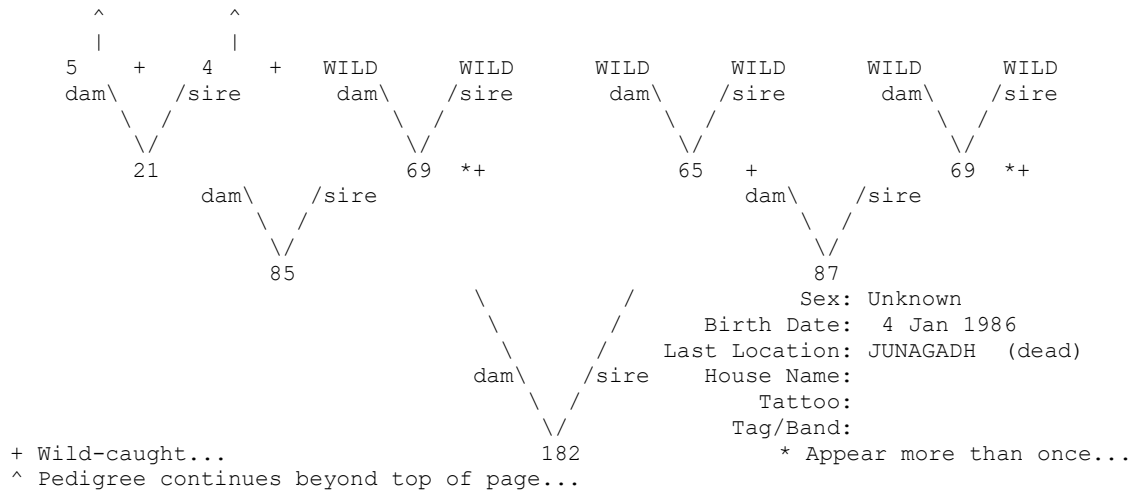 ^ ^
| |
5 + 4 + WILD WILD WILD WILD WILD WILD
dam\ /sire dam\ /sire dam\ /sire dam\ /sire
\ / \ / \ / \ /
\/ \/ \/ \/
21 69 *+ 65 + 69 *+
dam\ /sire dam\ /sire
\ / \ /
\/ \/
85 87
\ / Sex: Unknown
\ / Birth Date: 4 Jan 1986
\ / Last Location: JUNAGADH (dead)
dam\ /sire House Name:
\ / Tattoo:
\/ Tag/Band:
+ Wild-caught... 182 * Appear more than once...
^ Pedigree continues beyond top of page...